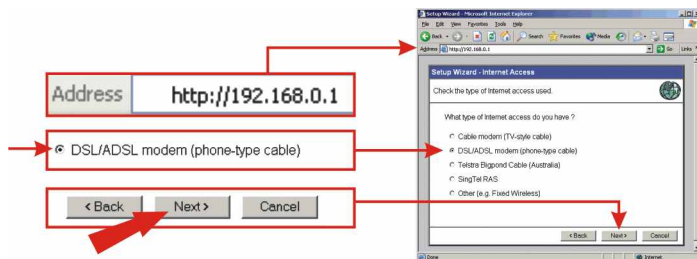 Address http://192.168.0.1
DSL/ADSL modem (phone-type cable)
< Back Next > Cancel
Setup Wizard - Microsoft Internet Explorer
File Edit View Favorites Tools Help
Back Search Favorites Media
Address http://192.168.0.1 Go Links
Setup Wizard - Internet Access
Check the type of Internet access used.
What type of Internet access do you have ?
Cable modem (TV-style cable)
DSL/ADSL modem (phone-type cable)
Telstra Bigpond Cable (Australia)
SingTel RAS
Other (e.g. Fixed Wireless)
< Back Next > Cancel
Done Internet